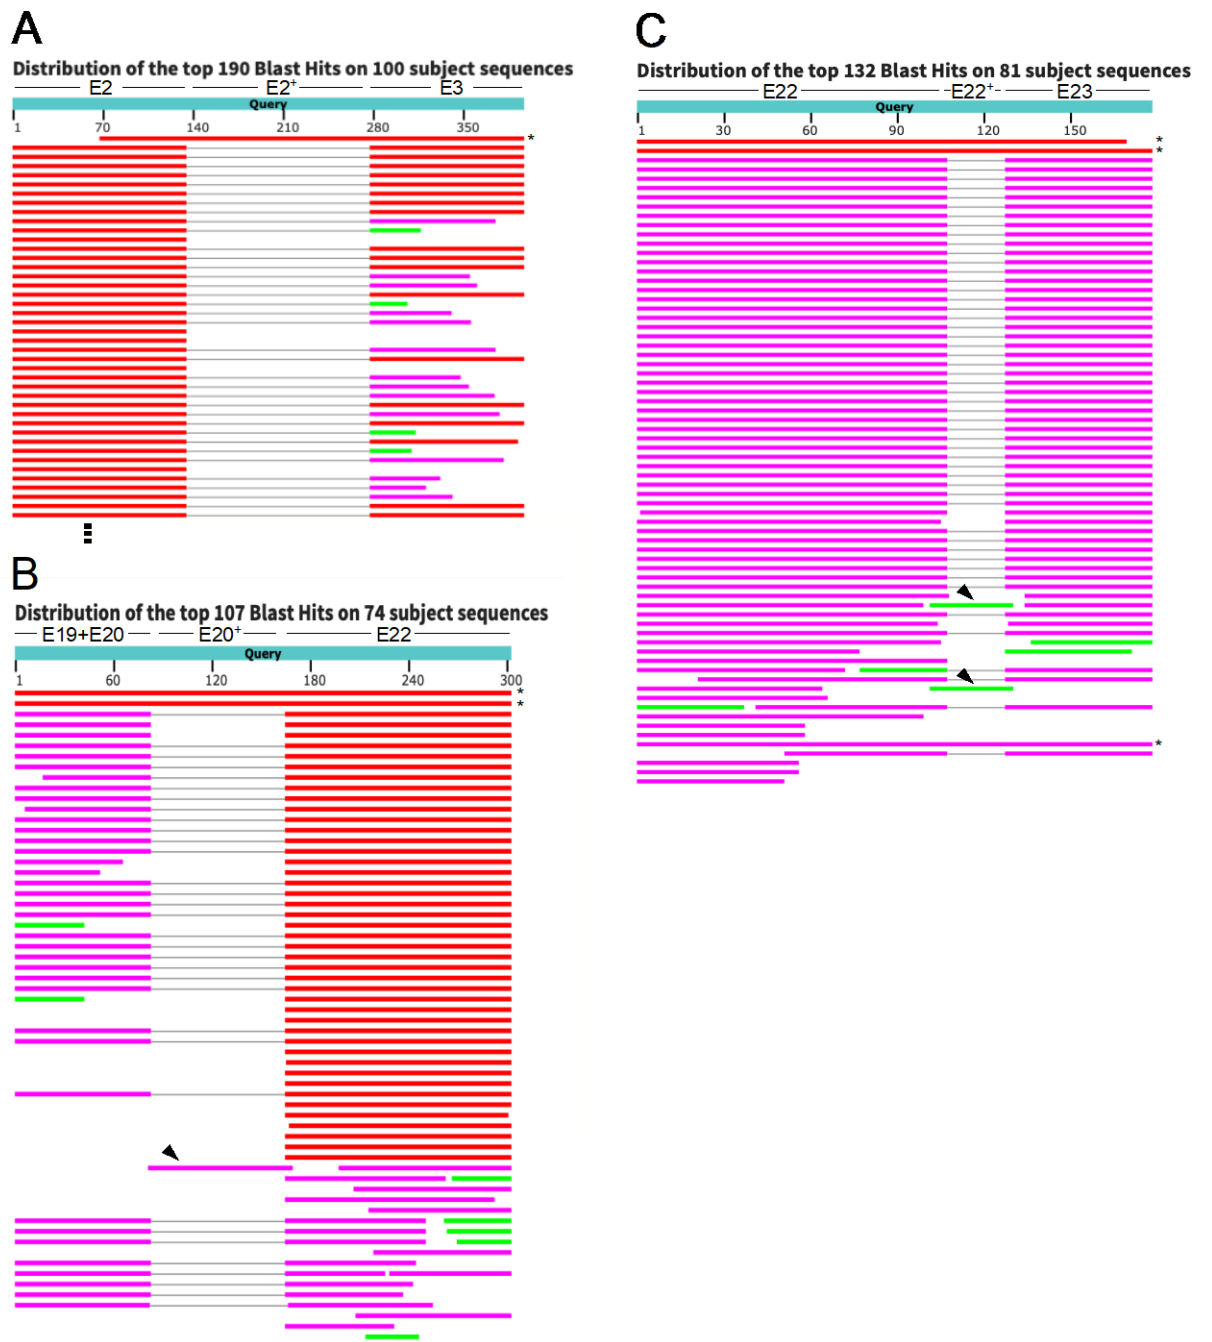 A
Distribution of the top 190 Blast Hits on 100 subject sequences
E2 E2+ E3
Query
1 70 140 210 280 350
*
B
Distribution of the top 107 Blast Hits on 74 subject sequences
E19+E20 E20+ E22
Query
1 60 120 180 240 300
*
*
C
Distribution of the top 132 Blast Hits on 81 subject sequences
E22 E22+ E23
Query
1 30 60 90 120 150
*
*
*